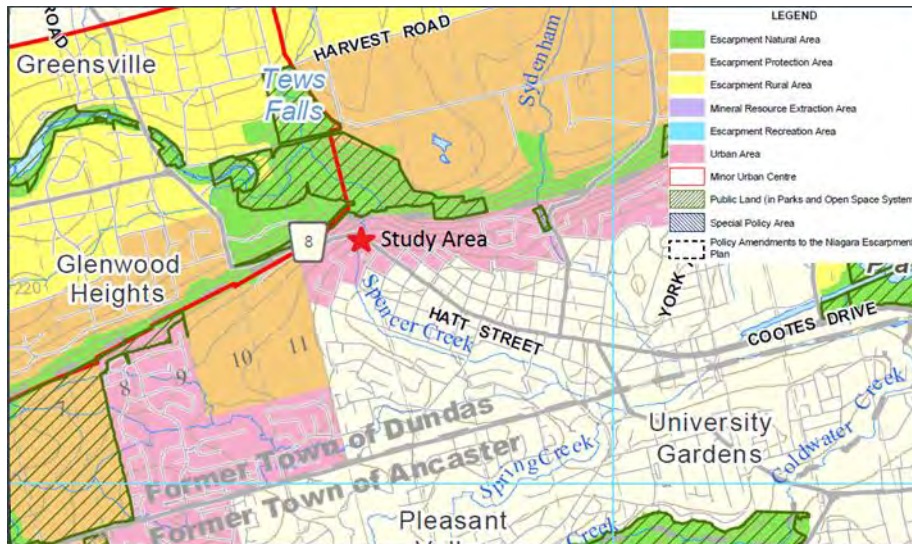 ROAD
HARVEST ROAD
Greensville
Tews
Falls
Sydenham
8
Study Area
Glenwood
Heights
2203
Spencer Creek
HATT STREET
YORK
COOTES DRIVE
10
11
8
9
7
Former Town of Dundas
Former Town of Ancaster
Spring Creek
University
Gardens
Coldwater Creek
Pleasant
Creek
LEGEND
Escarpment Natural Area
Escarpment Protection Area
Escarpment Rural Area
Mineral Resource Extraction Area
Escarpment Recreation Area
Urban Area
Minor Urban Centre
Public Land (in Parks and Open Space System
Special Policy Area
Policy Amendments to the Niagara Escarpment
Plan